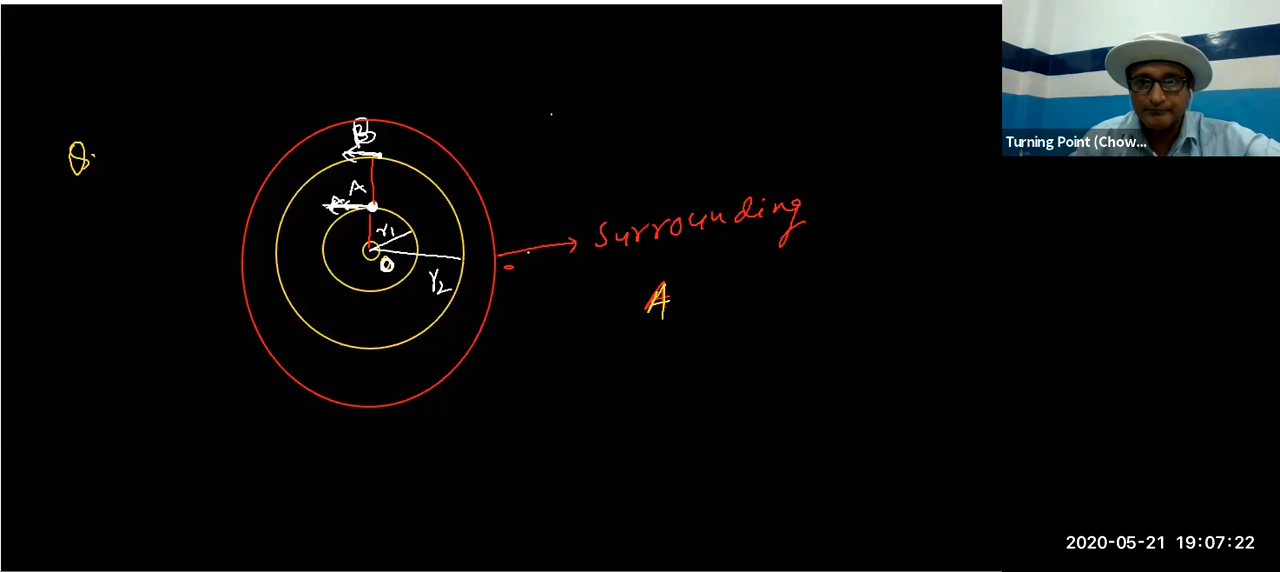 Q.
B
A
r1
O
r2
Surrounding
A
Turning Point (Chow...
2020-05-21 19:07:22